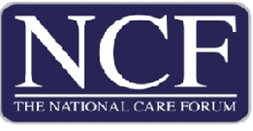 NCF
THE NATIONAL CARE FORUM